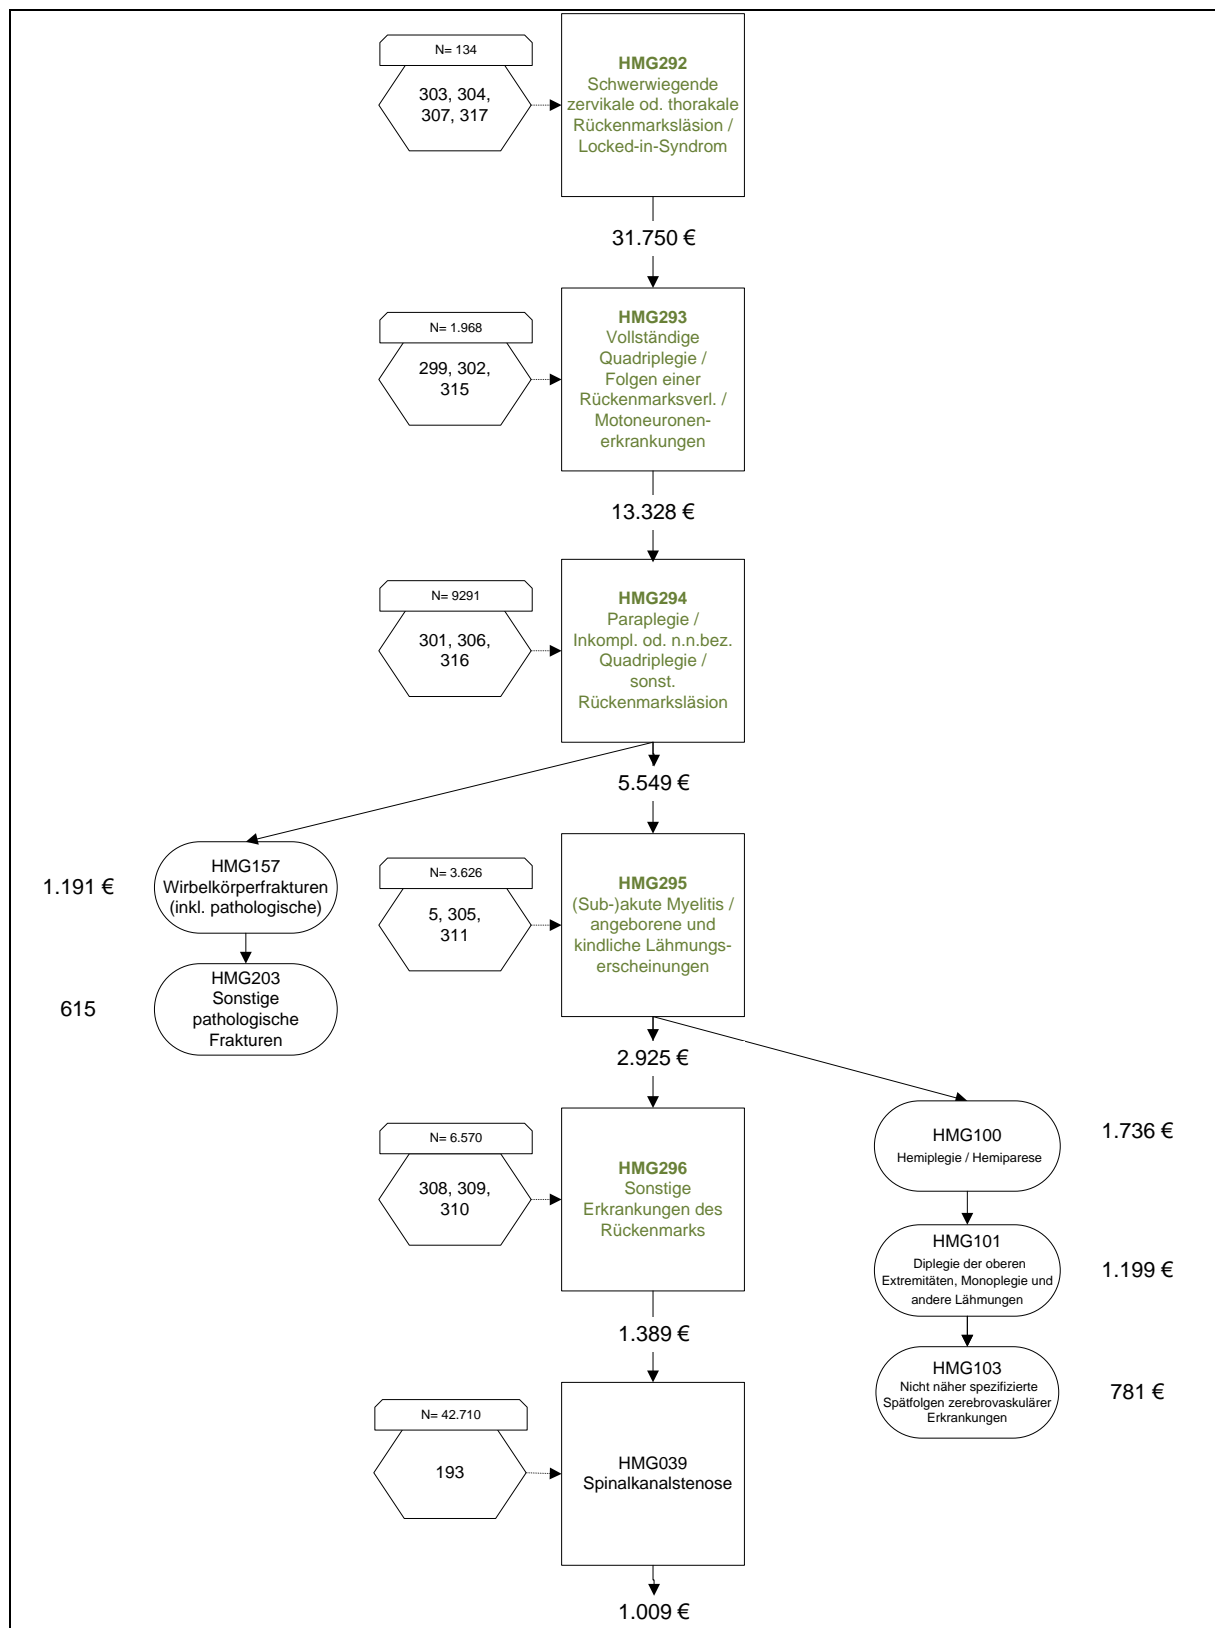 N= 134
303, 304,
307, 317
HMG292
Schwerwiegende
zervikale od. thorakale
Rückenmarksläsion /
Locked-in-Syndrom
31.750 €
N= 1.968
299, 302,
315
HMG293
Vollständige
Quadriplegie /
Folgen einer
Rückenmarksverl. /
Motoneuronen-
erkrankungen
13.328 €
N= 9291
301, 306,
316
HMG294
Paraplegie /
Inkompl. od. n.n.bez.
Quadriplegie /
sonst.
Rückenmarksläsion
5.549 €
1.191 €
HMG157
Wirbelkörperfrakturen
(inkl. pathologische)
615
HMG203
Sonstige
pathologische
Frakturen
N= 3.626
5, 305,
311
HMG295
(Sub-)akute Myelitis /
angeborene und
kindliche Lähmungs-
erscheinungen
2.925 €
N= 6.570
308, 309,
310
HMG296
Sonstige
Erkrankungen des
Rückenmarks
1.389 €
HMG100
Hemiplegie / Hemiparese
1.736 €
HMG101
Diplegie der oberen
Extremitäten, Monoplegie und
andere Lähmungen
1.199 €
HMG103
Nicht näher spezifizierte
Spätfolgen zerebrovaskulärer
Erkrankungen
781 €
N= 42.710
193
HMG039
Spinalkanalstenose
1.009 €